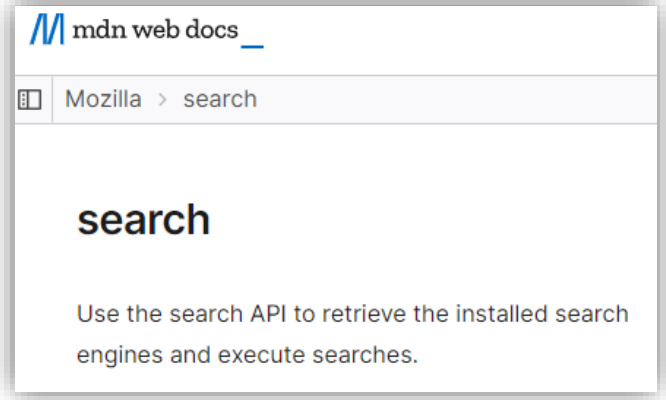 mdn web docs_
Mozilla > search
search
Use the search API to retrieve the installed search
engines and execute searches.